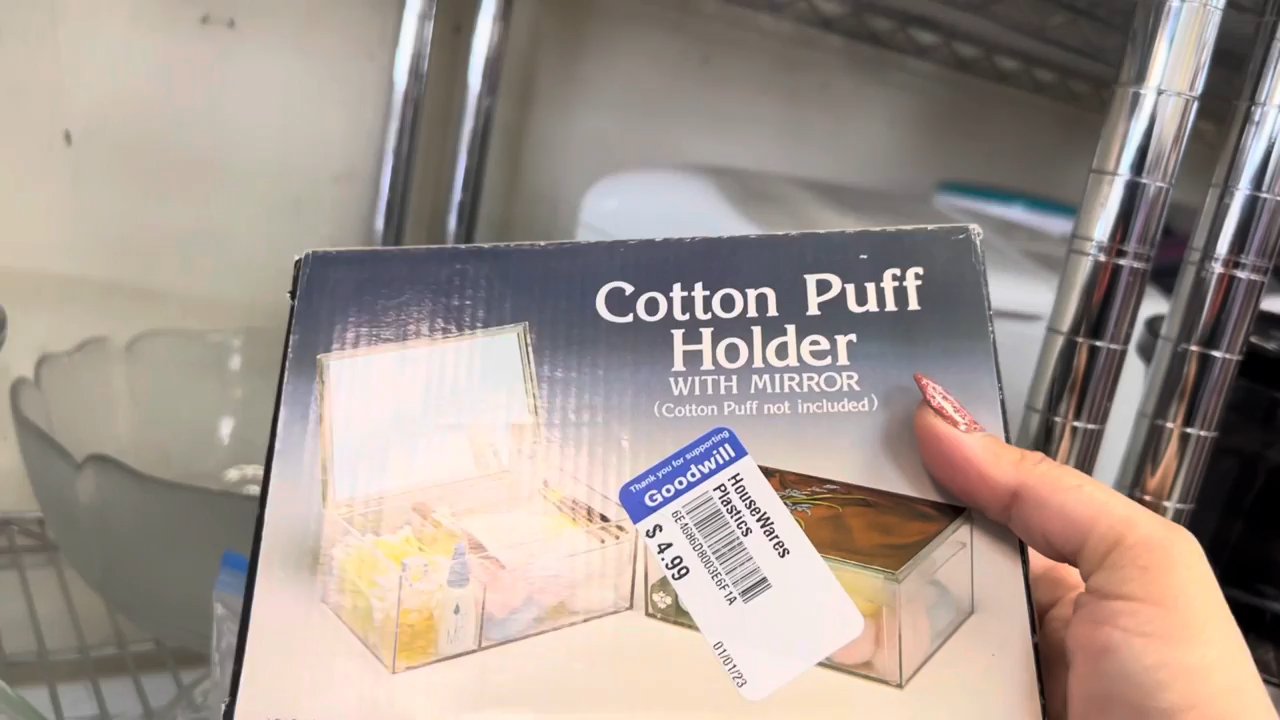 Cotton Puff
Holder
WITH MIRROR
(Cotton Puff not included)
Thank you for supporting
Goodwill
HouseWares
Plastics
6E4686D8003E6F1A
$ 4.99
01/01/23